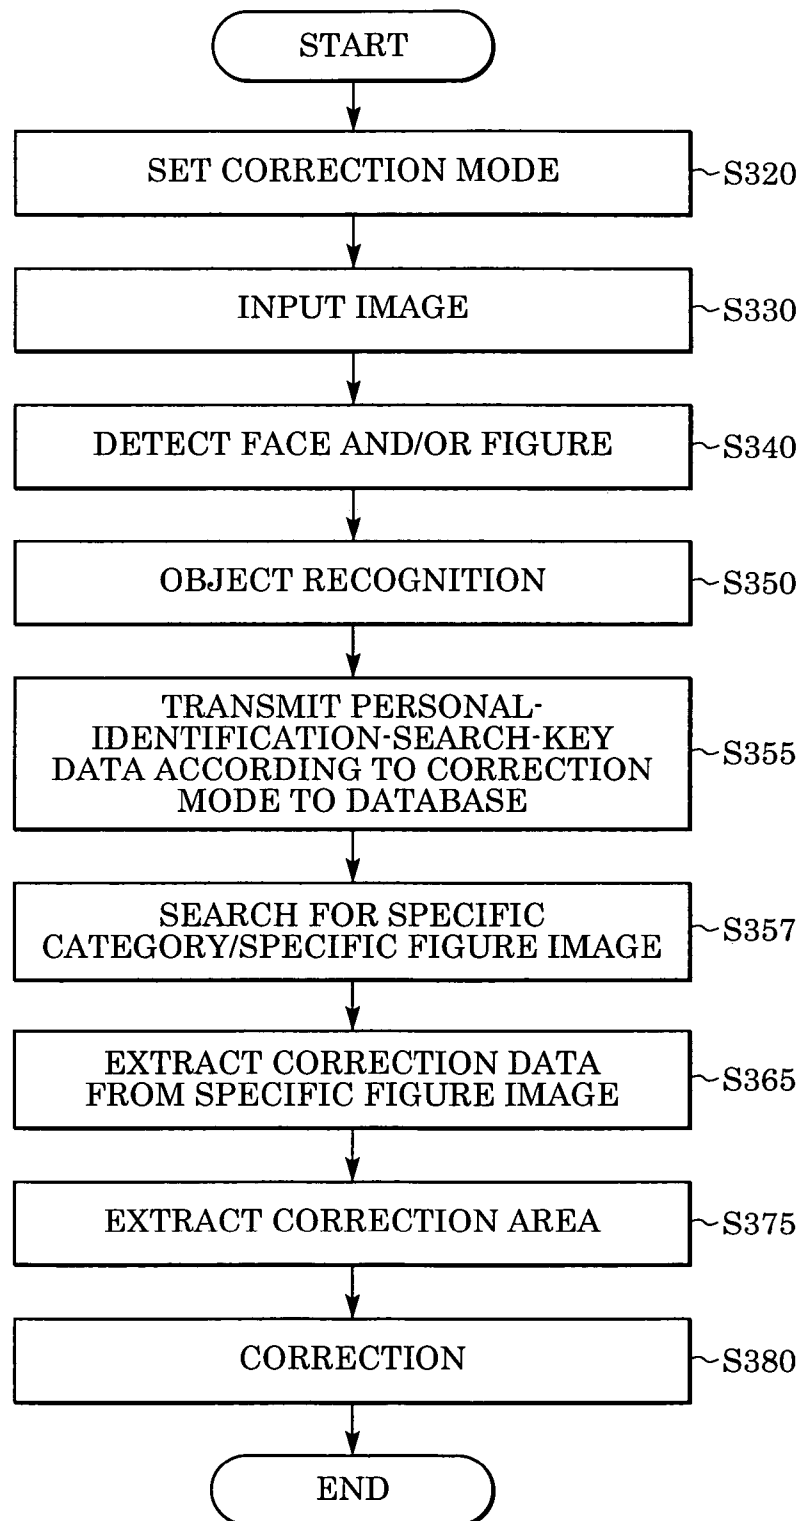 START
SET CORRECTION MODE
S320
INPUT IMAGE
S330
DETECT FACE AND/OR FIGURE
S340
OBJECT RECOGNITION
S350
TRANSMIT PERSONAL-
IDENTIFICATION-SEARCH-KEY
DATA ACCORDING TO CORRECTION
MODE TO DATABASE
S355
SEARCH FOR SPECIFIC
CATEGORY/SPECIFIC FIGURE IMAGE
S357
EXTRACT CORRECTION DATA
FROM SPECIFIC FIGURE IMAGE
S365
EXTRACT CORRECTION AREA
S375
CORRECTION
S380
END